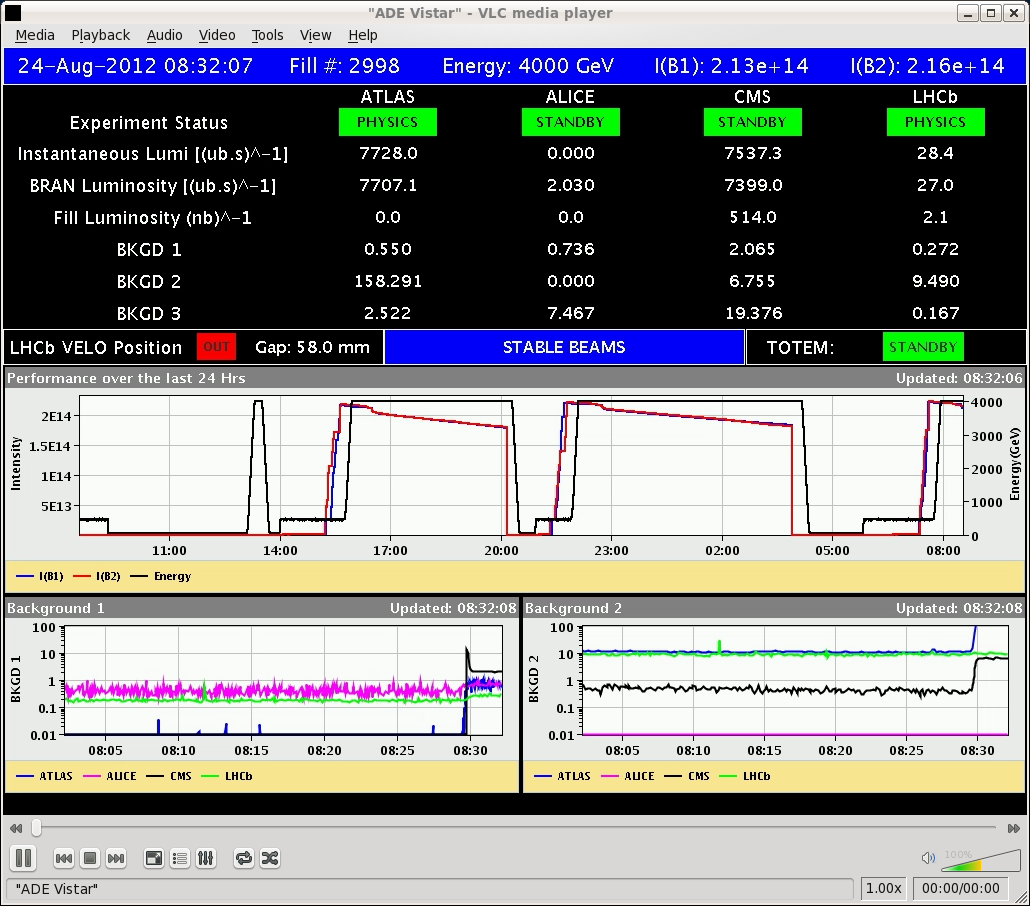 "ADE Vistar" - VLC media player
Media Playback Audio Video Tools View Help
24-Aug-2012 08:32:07 Fill #: 2998 Energy: 4000 GeV I(B1): 2.13e+14 I(B2): 2.16e+14
ATLAS ALICE CMS LHCb
Experiment Status PHYSICS STANDBY STANDBY PHYSICS
Instantaneous Lumi [(ub.s)^-1] 7728.0 0.000 7537.3 28.4
BRAN Luminosity [(ub.s)^-1] 7707.1 2.030 7399.0 27.0
Fill Luminosity (nb)^-1 0.0 0.0 514.0 2.1
BKGD 1 0.550 0.736 2.065 0.272
BKGD 2 158.291 0.000 6.755 9.490
BKGD 3 2.522 7.467 19.376 0.167
LHCb VELO Position OUT Gap: 58.0 mm STABLE BEAMS TOTEM: STANDBY
Performance over the last 24 Hrs Updated: 08:32:06
Intensity
2E14
1.5E14
1E14
5E13
4000
3000
2000
1000
0
Energy(GeV)
11:00 14:00 17:00 20:00 23:00 02:00 05:00 08:00
I(B1) I(B2) Energy
Background 1 Updated: 08:32:08
BKGD 1
100
10
1
0.1
0.01
08:05 08:10 08:15 08:20 08:25 08:30
ATLAS ALICE CMS LHCb
Background 2 Updated: 08:32:08
BKGD 2
100
10
1
0.1
0.01
08:05 08:10 08:15 08:20 08:25 08:30
ATLAS ALICE CMS LHCb
100%
"ADE Vistar" 1.00x 00:00/00:00